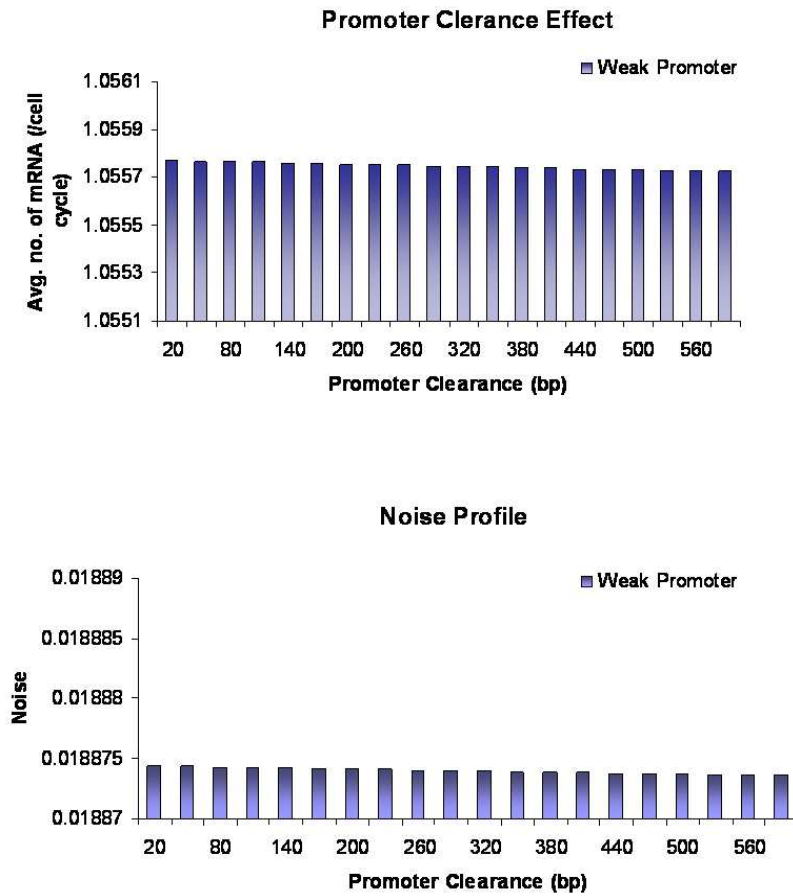 Promoter Clerance Effect
Weak Promoter
Avg. no. of mRNA (/cell
cycle)
1.0561
1.0559
1.0557
1.0555
1.0553
1.0551
20 80 140 200 260 320 380 440 500 560
Promoter Clearance (bp)
Noise Profile
Weak Promoter
Noise
0.01889
0.018885
0.01888
0.018875
0.01887
20 80 140 200 260 320 380 440 500 560
Promoter Clearance (bp)